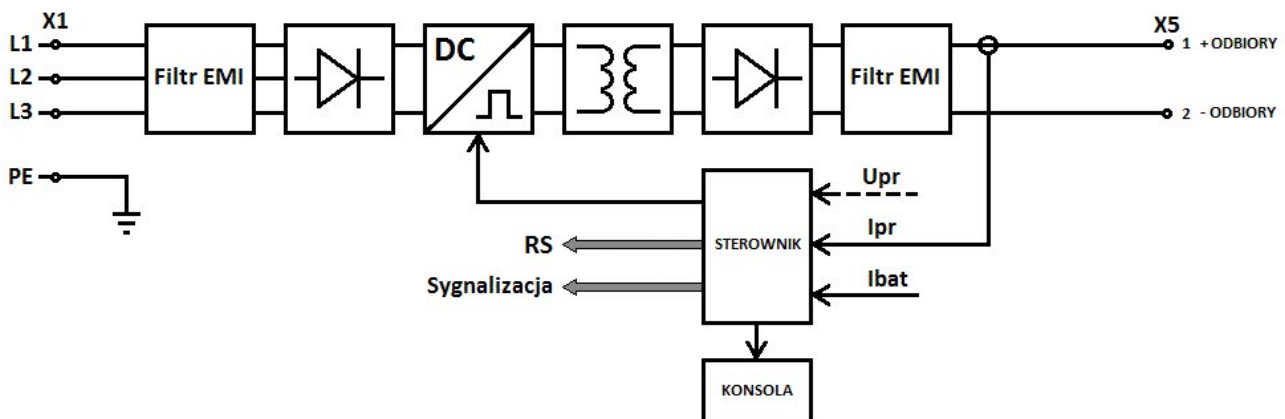 X1
L1
L2
L3
PE
Filtr EMI
DC
Filtr EMI
X5
1 + ODBIORY
2 - ODBIORY
STEROWNIK
Upr
Ipr
Ibat
RS
Sygnalizacja
KONSOLA